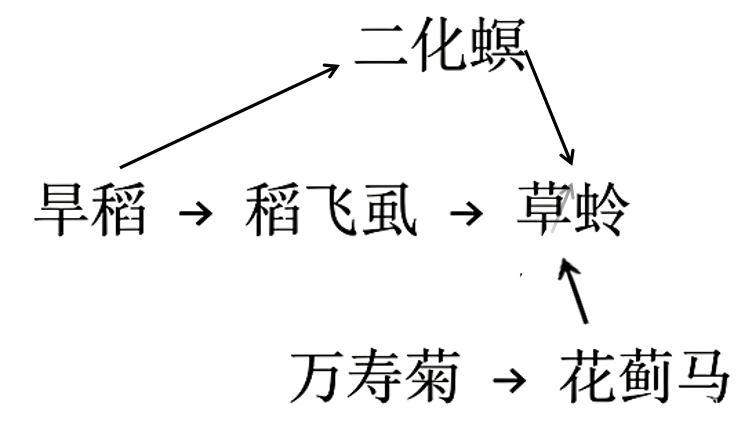 二化螟
旱稻 → 稻飞虱 → 草蛉
万寿菊 → 花蓟马